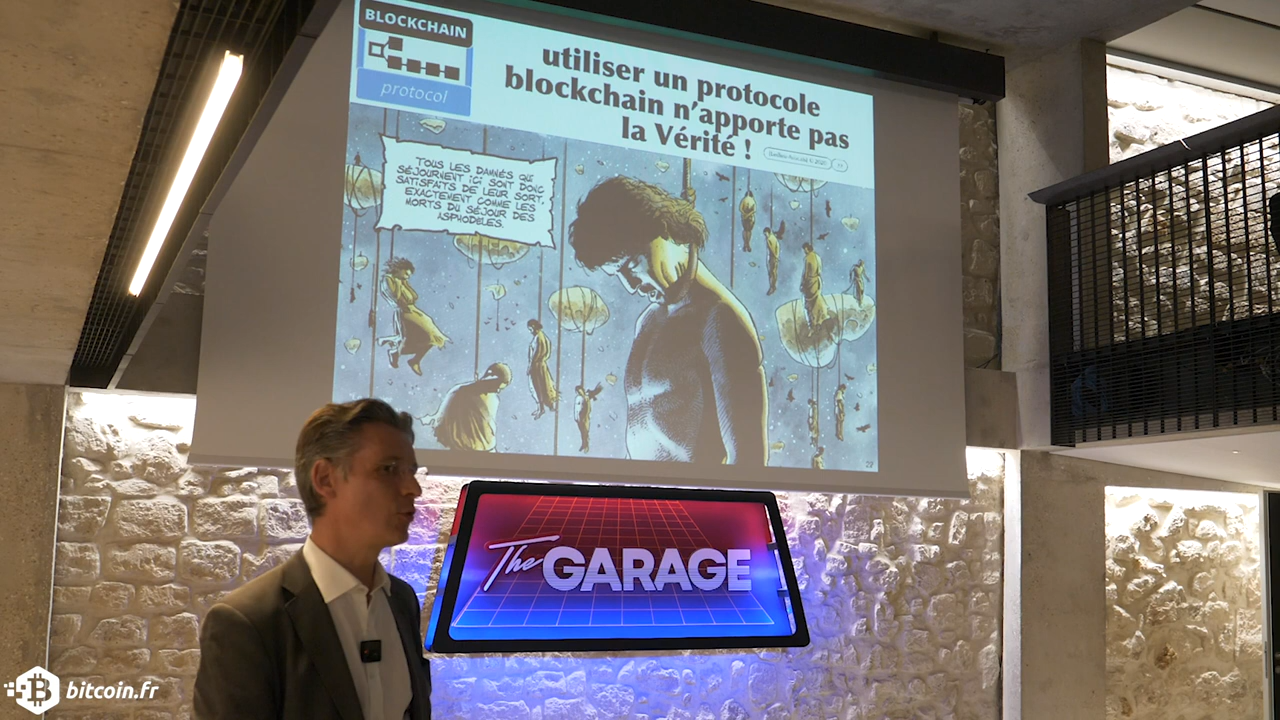 BLOCKCHAIN
protocol
utiliser un protocole
blockchain n'apporte pas
la Vérité !
TOUS LES DAMNÉS QUI
SÉJOURNENT ICI SONT DONC
SATISFAITS DE LEUR SORT,
EXACTEMENT COMME LES
MORTS DU SÉJOUR DES
ASPHODÈLES.
The GARAGE
bitcoin.fr